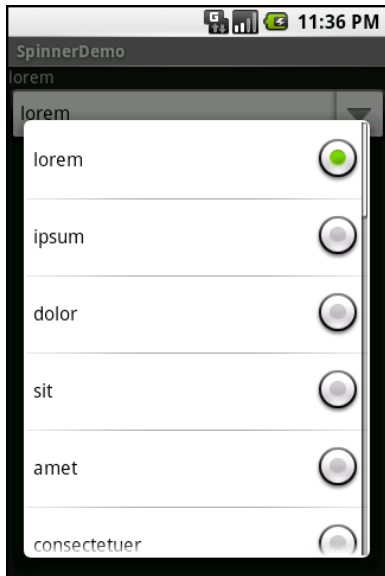 11:36 PM
SpinnerDemo
lorem
lorem
lorem
ipsum
dolor
sit
amet
consectetuer